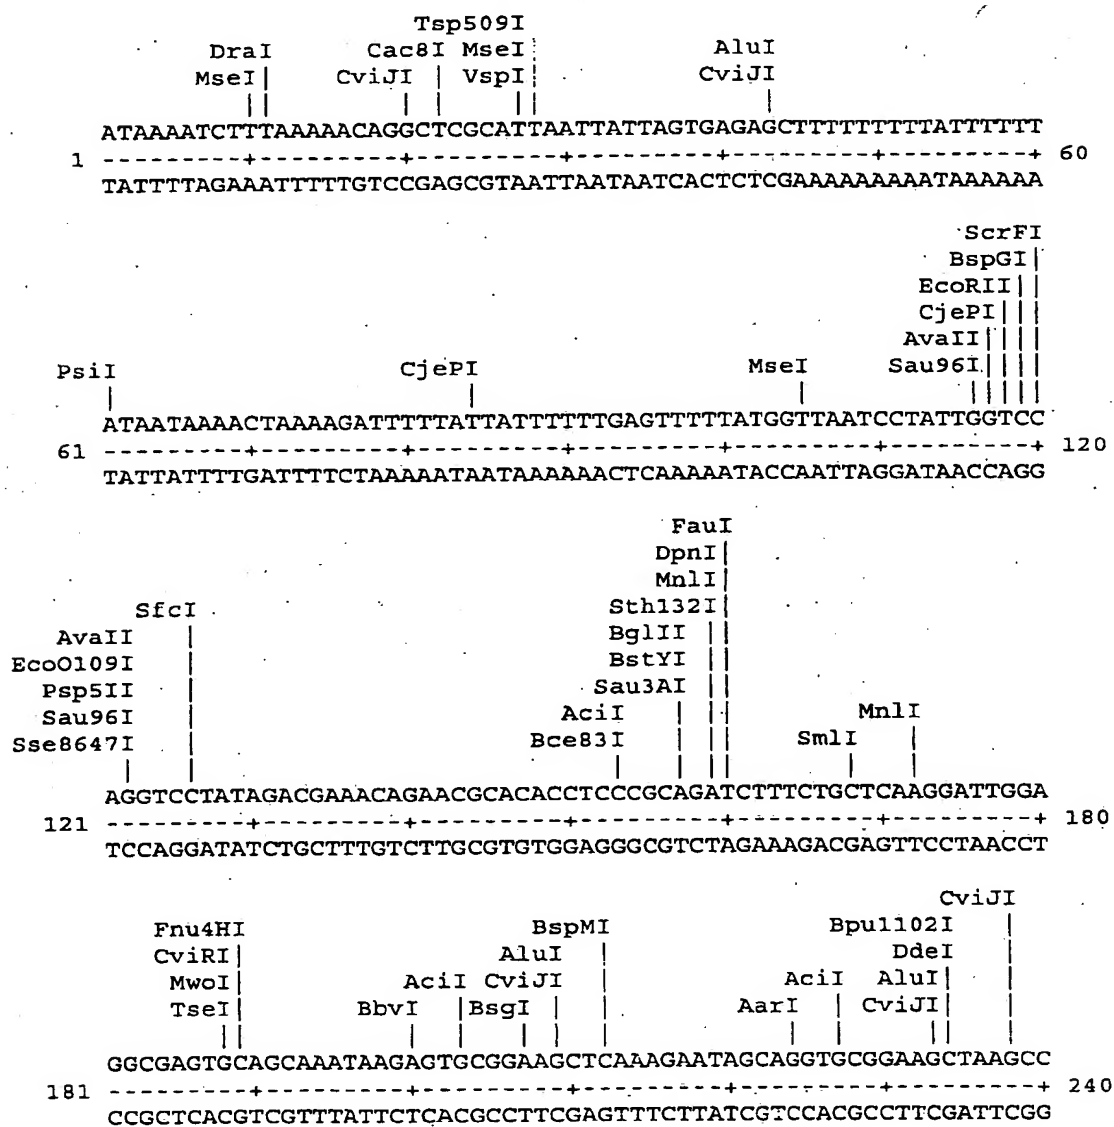 Tsp509I
DraI Cac8I MseI AluI
MseI CviJI VspI CviJI
ATAAAATCTTTAAAAACAGGCTCGCATTAATTATTAGTGAGAGCTTTTTTTTTATTTTTT
1 ---------+---------+---------+---------+---------+---------+ 60
TATTTTAGAAATTTTTGTCCGAGCGTAATTAATAATCACTCTCGAAAAAAAAATAAAAAA
ScrFI
BspGI
EcoRII
CjePI
AvaII
PsiI CjePI MseI Sau96I
ATAATAAAACTAAAAGATTTTTATTATTTTTTGAGTTTTTATGGTTAATCCTATTGGTCC
61 ---------+---------+---------+---------+---------+---------+ 120
TATTATTTTGATTTTCTAAAAATAATAAAAAACTCAAAAATACCAATTAGGATAACCAGG
FauI
DpnI
MnlI
SfcI Sth132I
AvaII BglII
EcoO109I BstYI
Psp5II Sau3AI
Sau96I AciI MnlI
Sse8647I Bce83I SmlI
AGGTCCTATAGACGAAACAGAACGCACACCTCCCGCAGATCTTTCTGCTCAAGGATTGGA
121 ---------+---------+---------+---------+---------+---------+ 180
TCCAGGATATCTGCTTTGTCTTGCGTGTGGAGGGCGTCTAGAAAGACGAGTTCCTAACCT
CviJI
Fnu4HI BspMI Bpu1102I
CviRI AluI DdeI
MwoI AciI CviJI AciI AluI
TseI BbvI BsgI AarI CviJI
GGCGAGTGCAGCAAATAAGAGTGCGGAAGCTCAAAGAATAGCAGGTGCGGAAGCTAAGCC
181 ---------+---------+---------+---------+---------+---------+ 240
CCGCTCACGTCGTTTATTCTCACGCCTTCGAGTTTCTTATCGTCCACGCCTTCGATTCGG